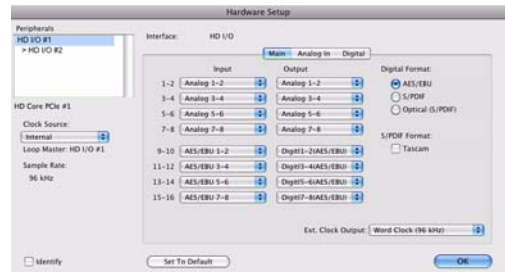 Hardware Setup
Peripherals
HD I/O #1
> HD I/O #2
Interface: HD I/O
Main Analog In Digital
Input Output Digital Format:
1-2 Analog 1-2 Analog 1-2 AES/EBU
3-4 Analog 3-4 Analog 3-4 S/PDIF
5-6 Analog 5-6 Analog 5-6 Optical (S/PDIF)
7-8 Analog 7-8 Analog 7-8
S/PDIF Format:
9-10 AES/EBU 1-2 Digitl1-2(AES/EBU) Tascam
11-12 AES/EBU 3-4 Digitl3-4(AES/EBU)
13-14 AES/EBU 5-6 Digitl5-6(AES/EBU)
15-16 AES/EBU 7-8 Digitl7-8(AES/EBU)
HD Core PCIe #1
Clock Source:
Internal
Loop Master: HD I/O #1
Sample Rate:
96 kHz
Ext. Clock Output: Word Clock (96 kHz)
Identify Set To Default OK